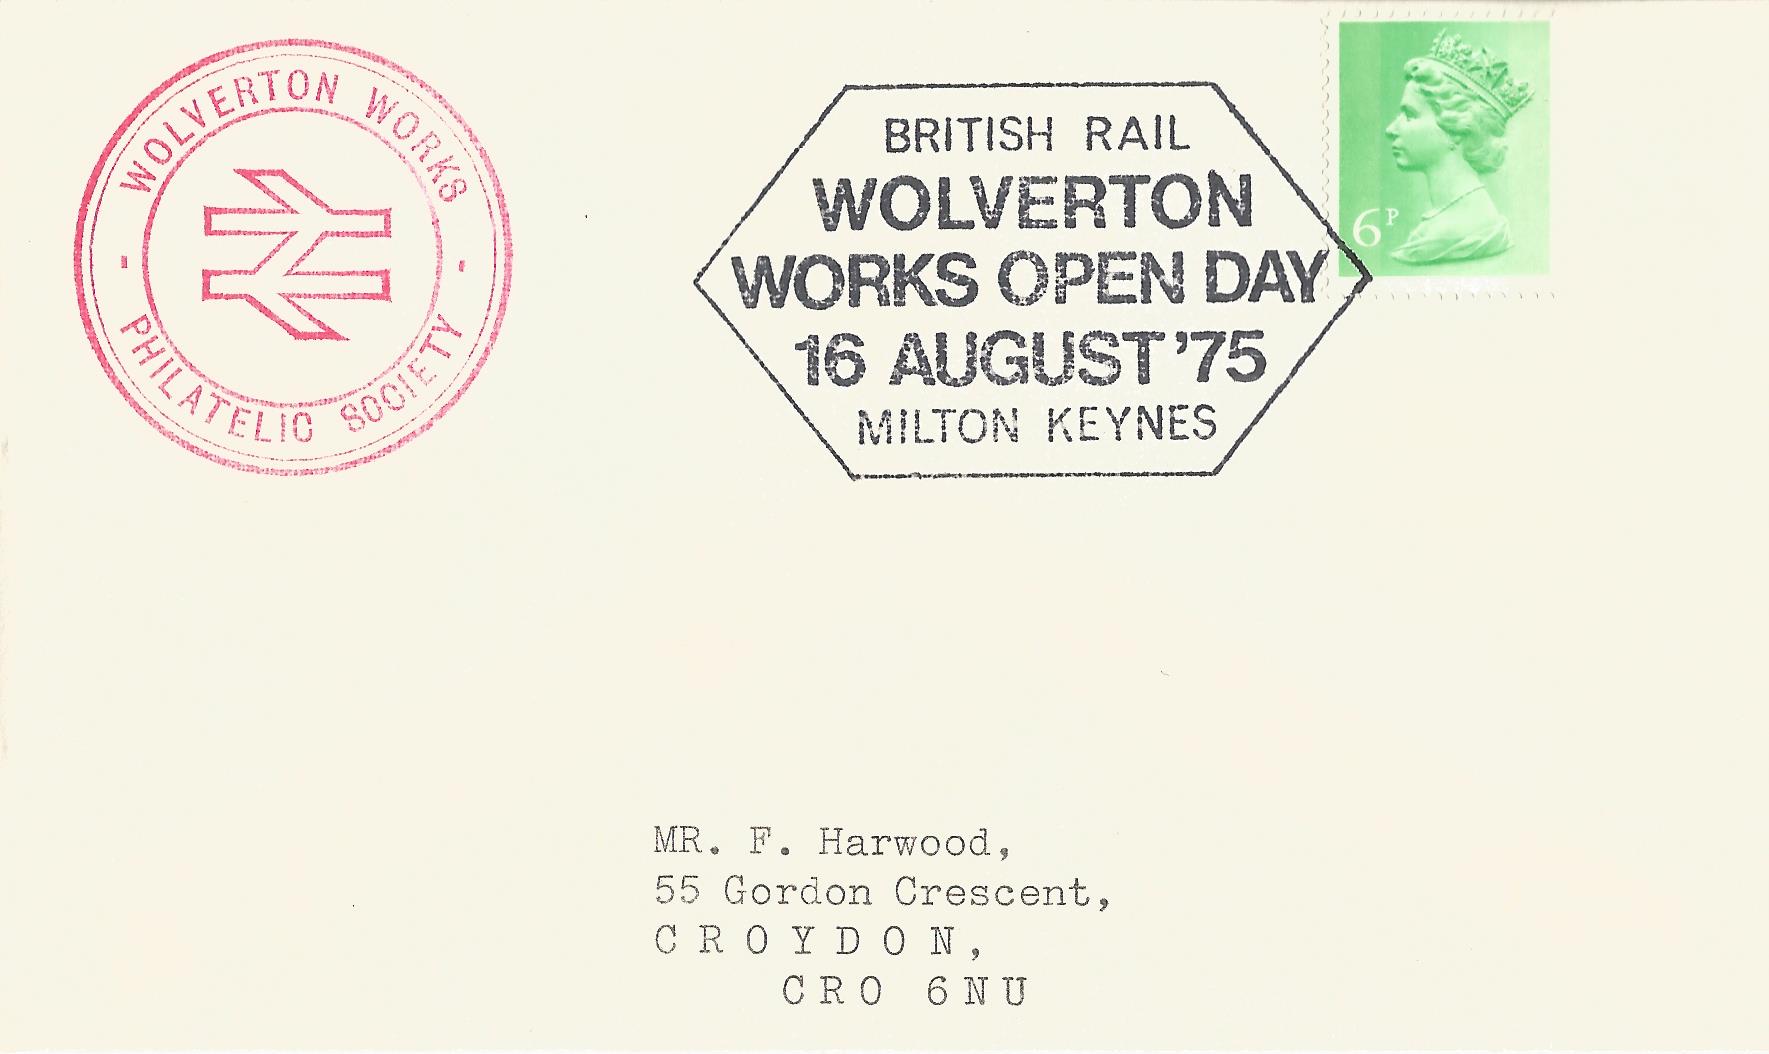 WOLVERTON WORKS
- PHILATELIC SOCIETY -
BRITISH RAIL
WOLVERTON
WORKS OPEN DAY
16 AUGUST '75
MILTON KEYNES
6P
MR. F. Harwood,
55 Gordon Crescent,
C R O Y D O N,
CRO 6NU